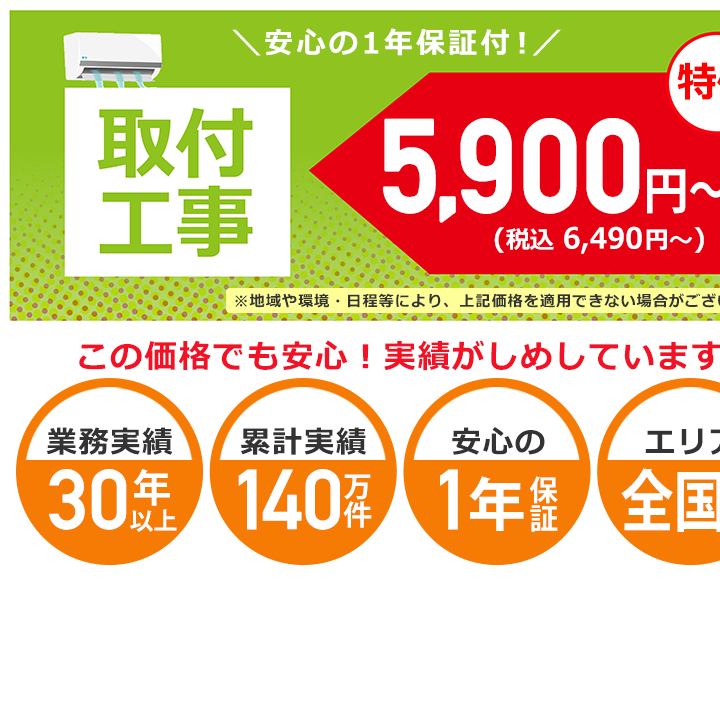 ＼安心の1年保証付！／
取付
工事
特
5,900円〜
(税込 6,490円〜)
※地域や環境・日程等により、上記価格を適用できない場合がござい
この価格でも安心！実績がしめしています
業務実績
30年以上
累計実績
140万件
安心の
1年保証
エリ
全国